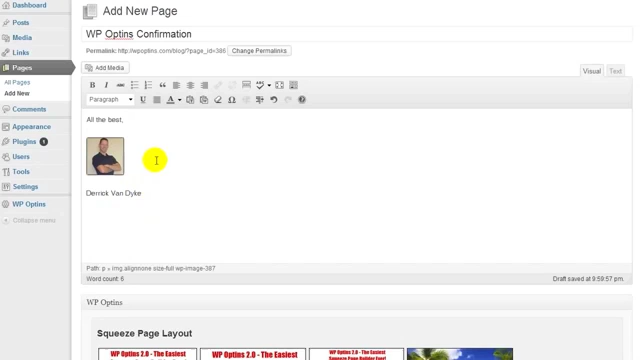 Dashboard
Posts
Media
Links
Pages
All Pages
Add New
Comments
Appearance
Plugins 1
Users
Tools
Settings
WP Optins
Collapse menu
Add New Page
WP Optins Confirmation
Permalink: http://wpoptins.com/blog/?page_id=386 Change Permalinks
Add Media
Visual Text
B I ABC
Paragraph U A Ω
All the best,
Derrick Van Dyke
Path: p » img.alignnone size-full wp-image-387
Word count: 6 Draft saved at 9:59:57 pm.
WP Optins
Squeeze Page Layout
WP Optins 2.0 - The Easiest
WP Optins 2.0 - The Easiest
WP Optins 2.0 - The Easiest
Squeeze Page Builder Ever!